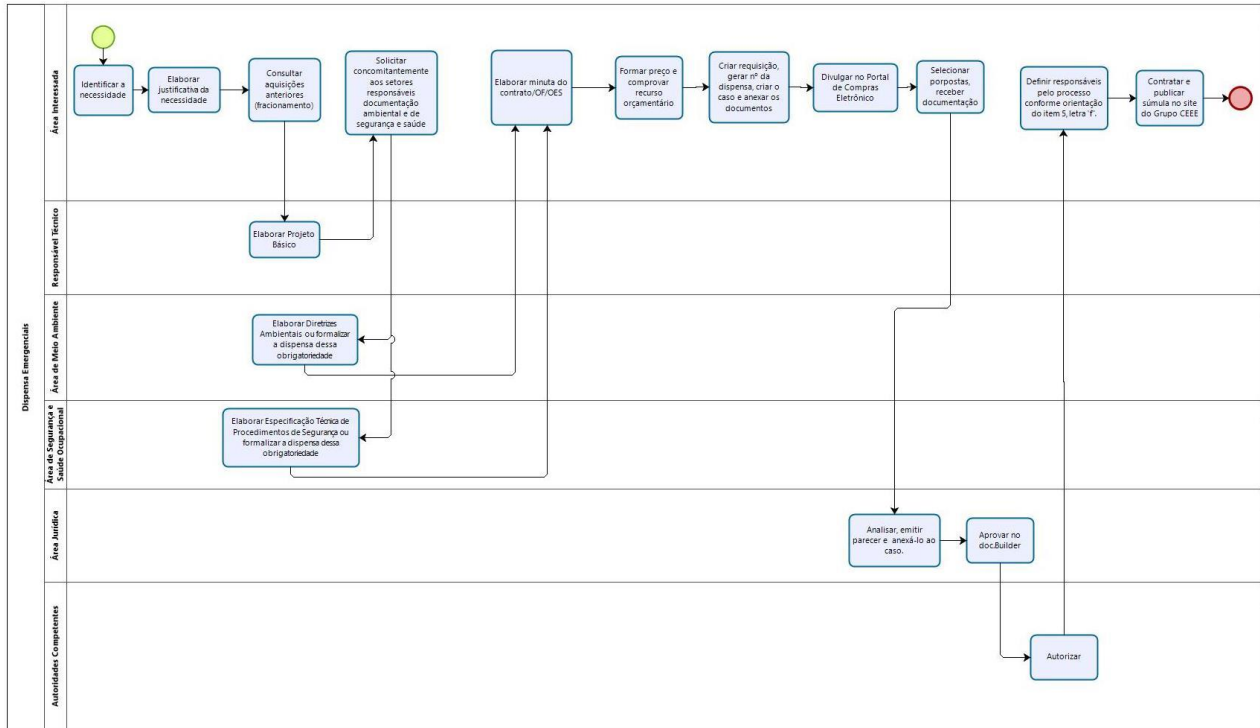 Dispensa Emergenciais
Área Interessada
Identificar a
necessidade
Elaborar
justificativa da
necessidade
Consultar
aquisições
anteriores
(fracionamento)
Solicitar
concomitantemente
aos setores
responsáveis
documentação
ambiental e de
segurança e saúde
Elaborar minuta do
contrato/OF/OES
Formar preço e
comprovar
recurso
orçamentário
Criar requisição,
gerar nº da
dispensa, criar o
caso e anexar os
documentos
Divulgar no Portal
de Compras
Eletrônico
Selecionar
propostas,
receber
documentação
Definir responsáveis
pelo processo
conforme orientação
do item 5, letra 'f'.
Contratar e
publicar
súmula no site
do Grupo CEEE
Responsável Técnico
Elaborar Projeto
Básico
Área de Meio Ambiente
Elaborar Diretrizes
Ambientais ou formalizar
a dispensa dessa
obrigatoriedade
Área de Segurança e
Saúde Ocupacional
Elaborar Especificação Técnica de
Procedimentos de Segurança ou
formalizar a dispensa dessa
obrigatoriedade
Área Jurídica
Analisar, emitir
parecer e anexá-lo ao
caso.
Aprovar no
doc.Builder
Autoridades Competentes
Autorizar